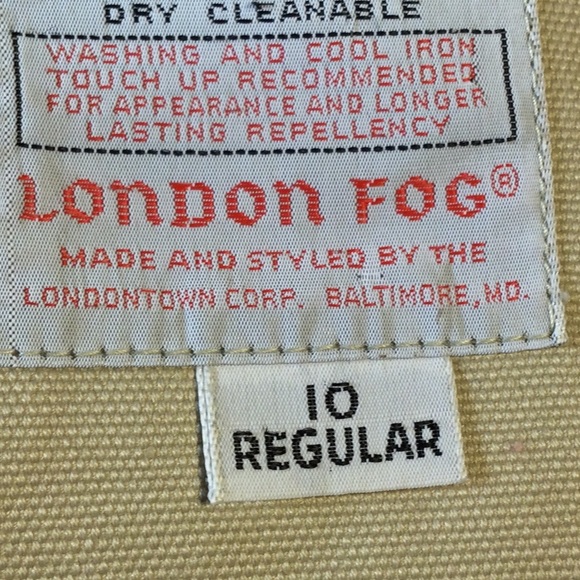 DRY CLEANABLE
WASHING AND COOL IRON
TOUCH UP RECOMMENDED
FOR APPEARANCE AND LONGER
LASTING REPELLENCY
LONDON FOG®
MADE AND STYLED BY THE
LONDONTOWN CORP. BALTIMORE, MD.
10
REGULAR